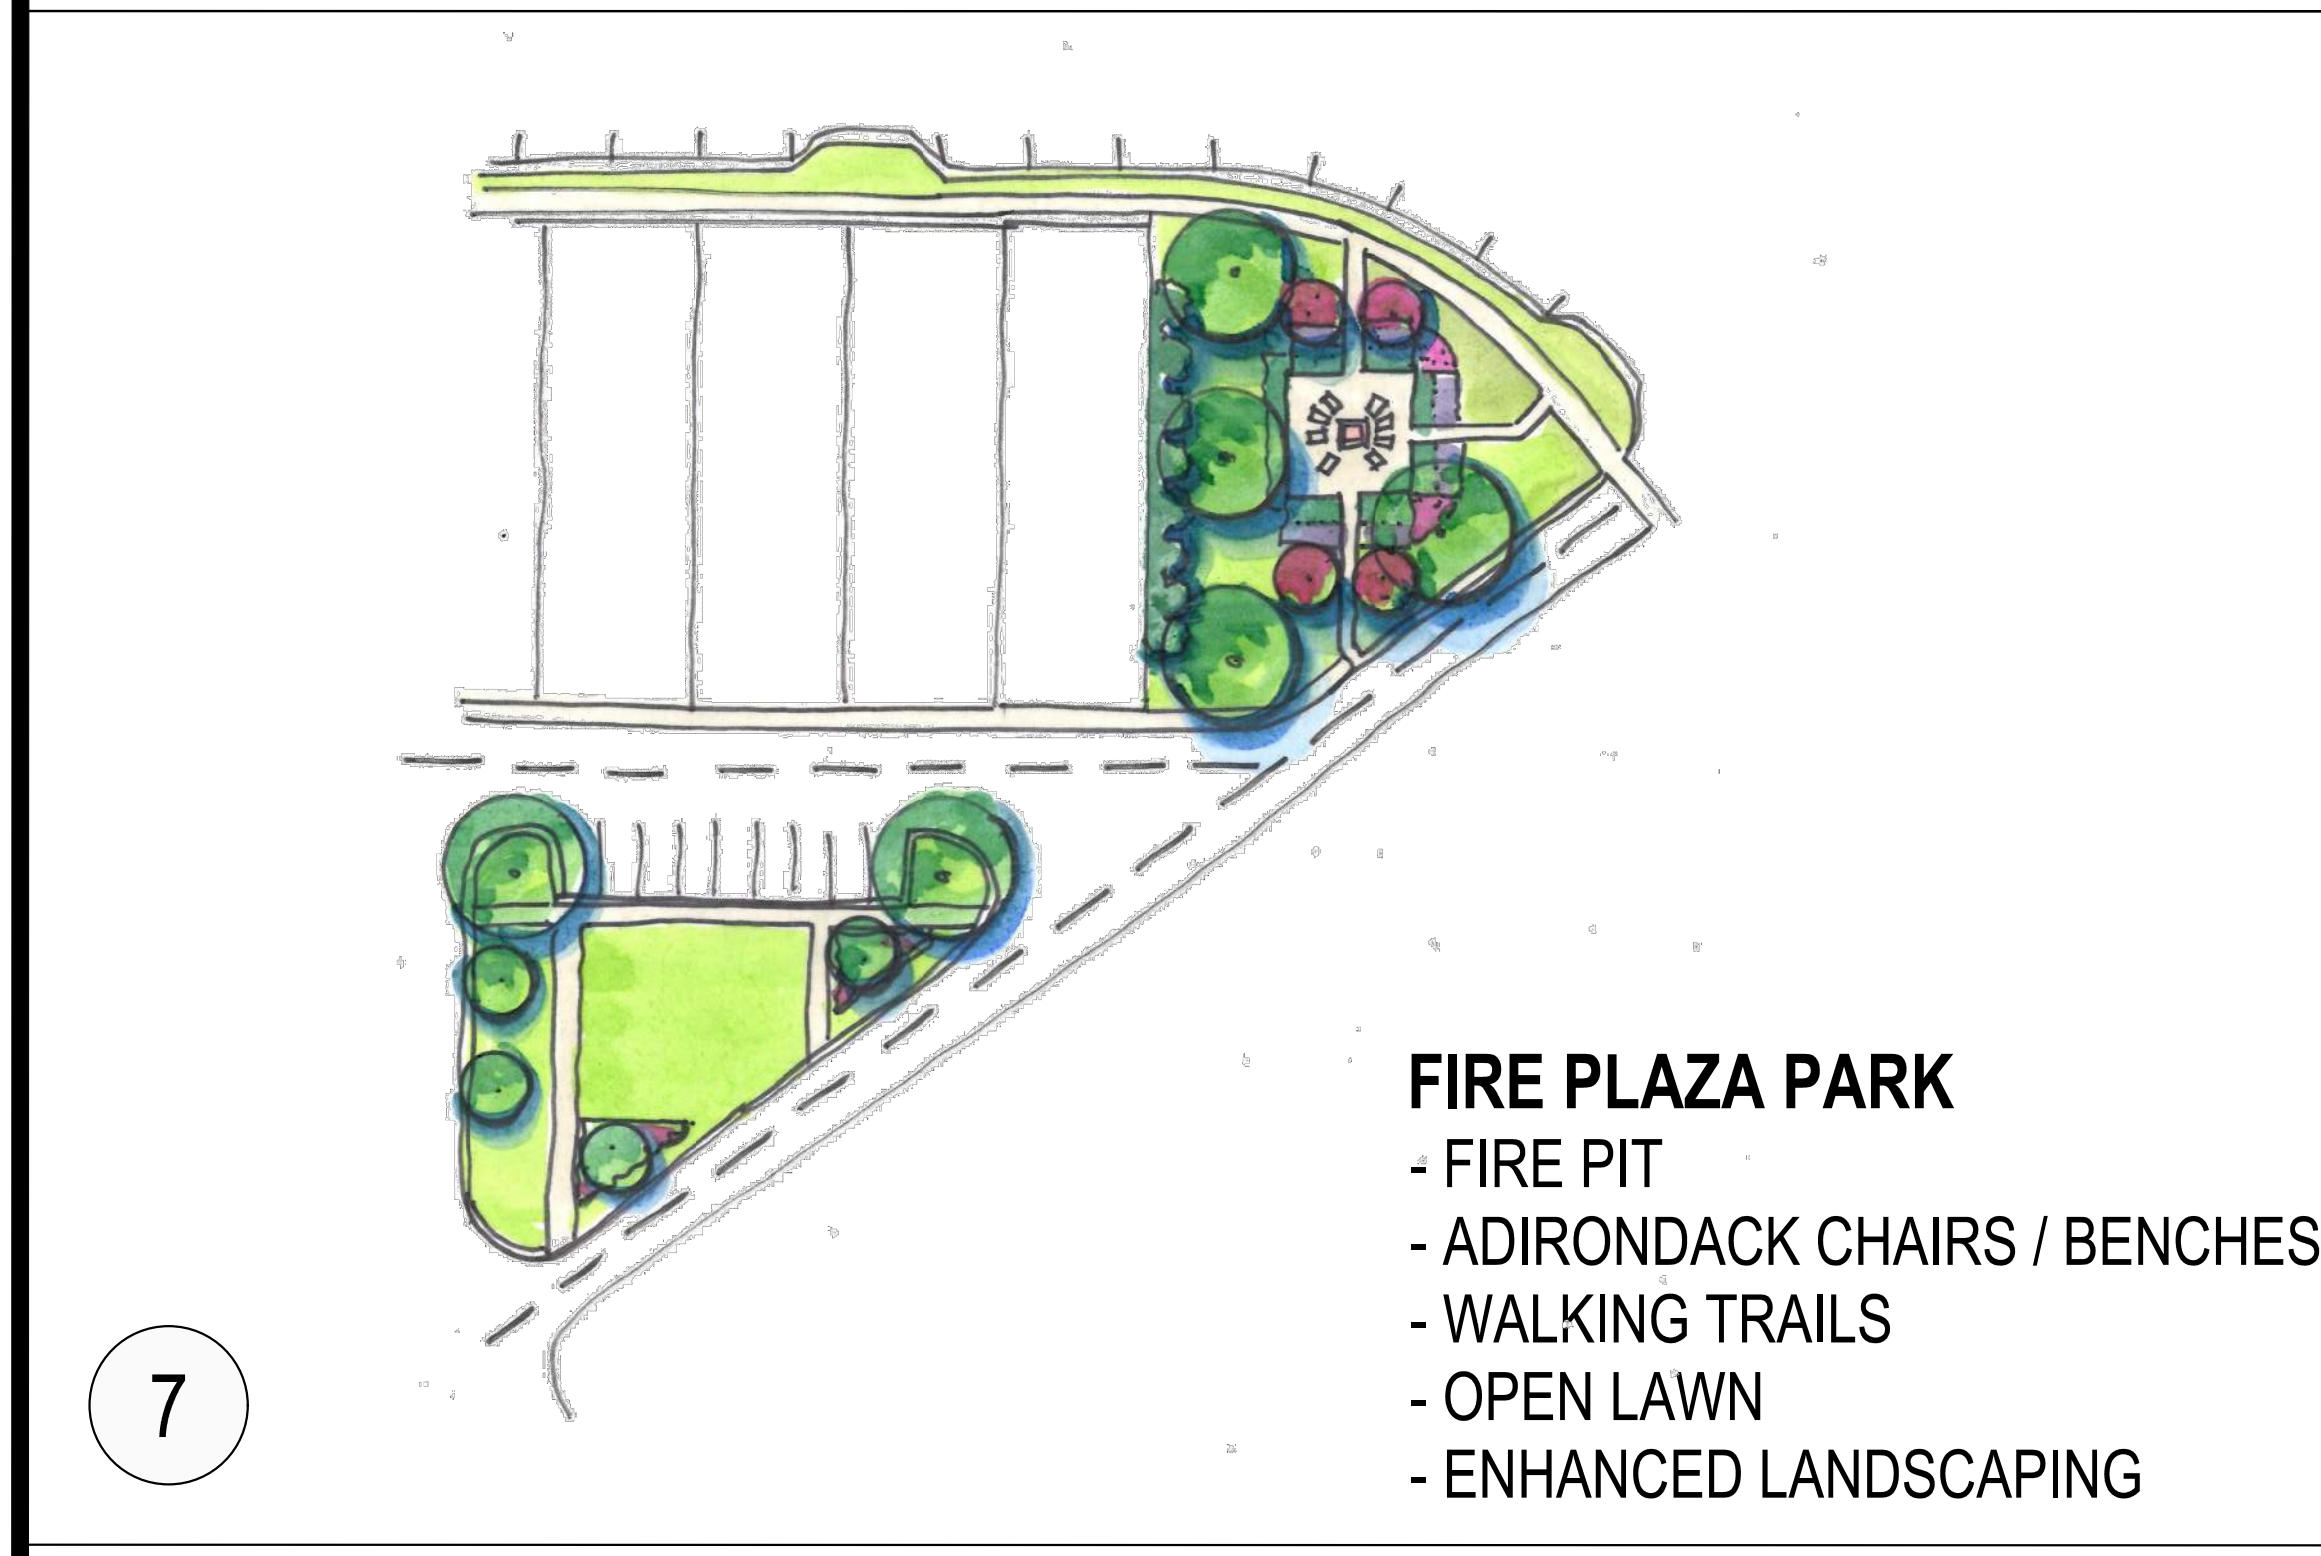 FIRE PLAZA PARK
- FIRE PIT
- ADIRONDACK CHAIRS / BENCHES
- WALKING TRAILS
- OPEN LAWN
- ENHANCED LANDSCAPING
7